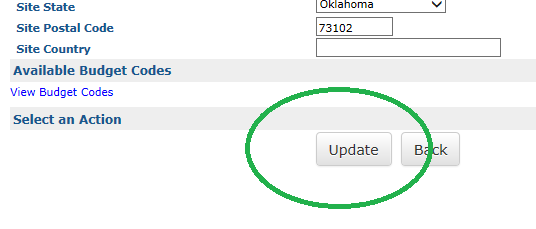 Site State Oklahoma
Site Postal Code 73102
Site Country
Available Budget Codes
View Budget Codes
Select an Action
Update Back